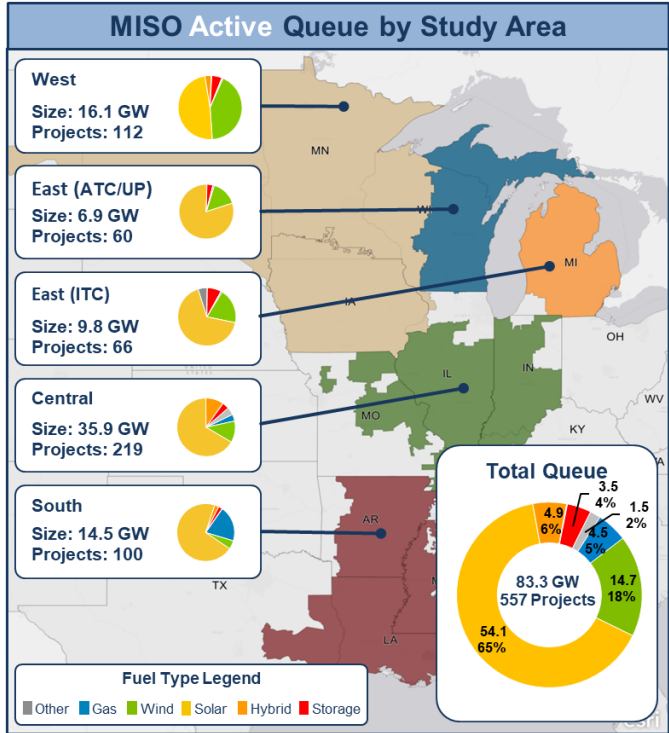 MISO Active Queue by Study Area
West
Size: 16.1 GW
Projects: 112
East (ATC/UP)
Size: 6.9 GW
Projects: 60
East (ITC)
Size: 9.8 GW
Projects: 66
Central
Size: 35.9 GW
Projects: 219
South
Size: 14.5 GW
Projects: 100
MN
WI
MI
IA
OH
IL
IN
MO
WV
KY
AR
TX
LA
Total Queue
3.5
4%
1.5
2%
4.9
6%
4.5
5%
14.7
18%
83.3 GW
557 Projects
54.1
65%
Fuel Type Legend
Other Gas Wind Solar Hybrid Storage